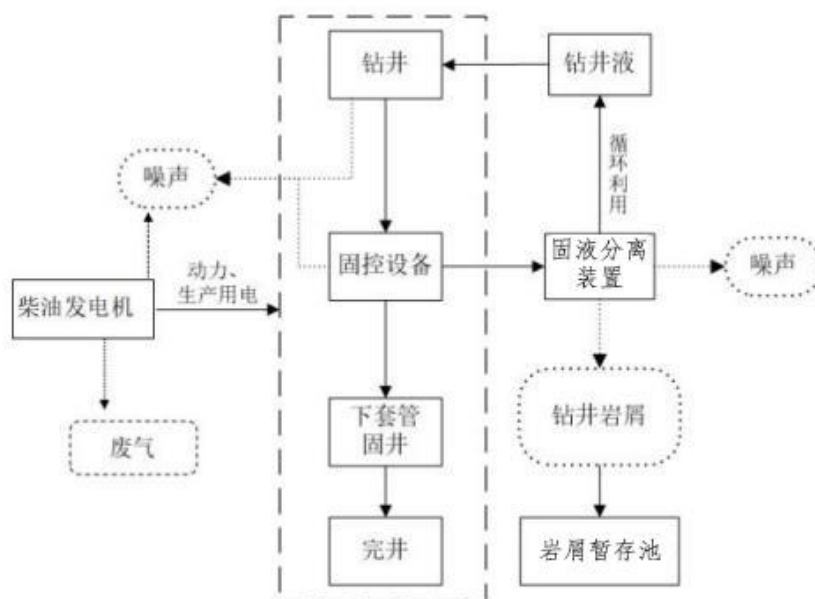 钻井
钻井液
噪声
循环利用
固控设备
固液分离
装置
噪声
动力、
生产用电
柴油发电机
下套管
固井
钻井岩屑
废气
完井
岩屑暂存池